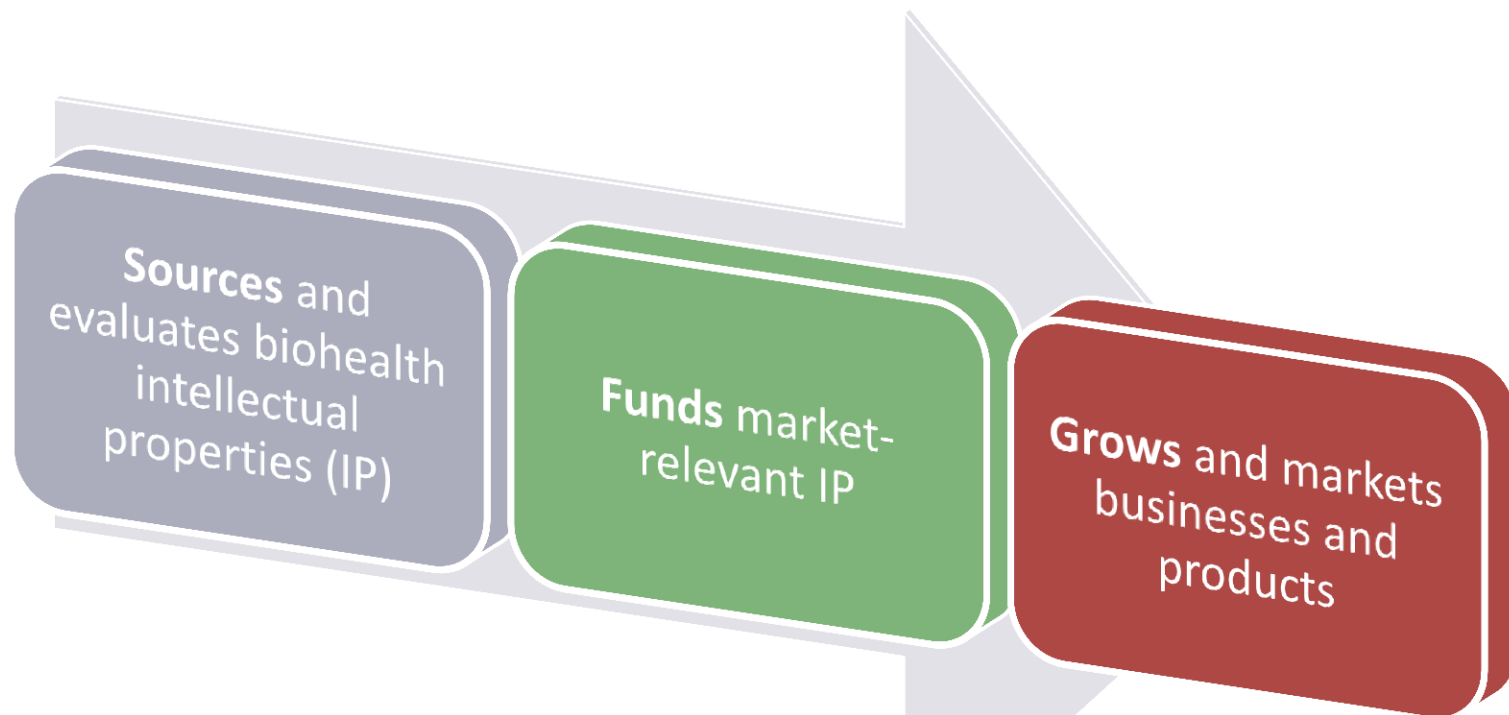 Sources and
evaluates biohealth
intellectual
properties (IP)
Funds market-
relevant IP
Grows and markets
businesses and
products